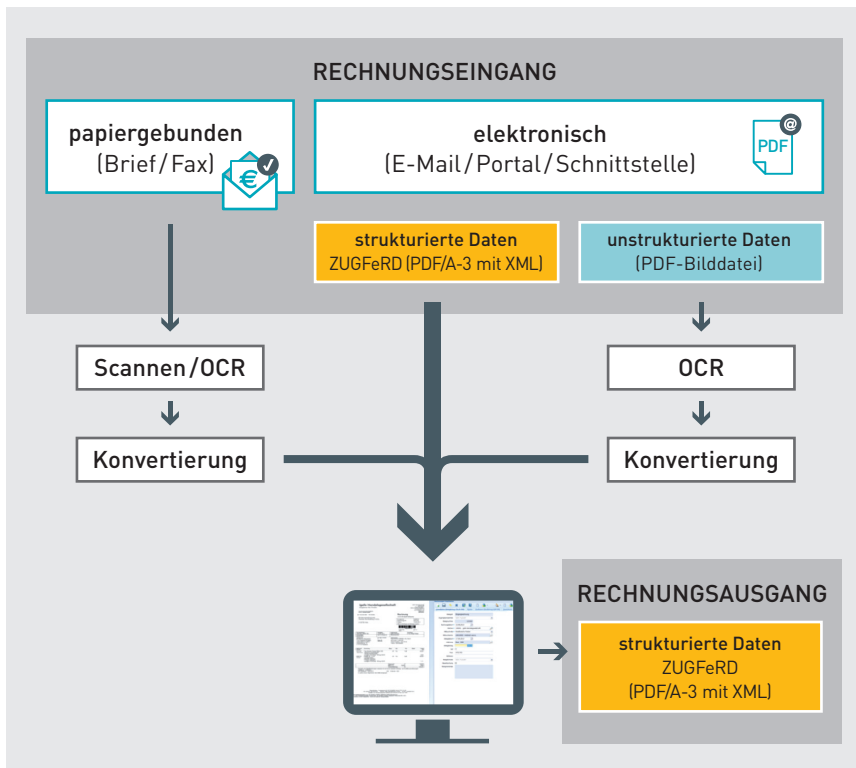 RECHNUNGSEINGANG
papiergebunden
(Brief/Fax)
€
elektronisch
(E-Mail/Portal/Schnittstelle)
@
PDF
strukturierte Daten
ZUGFeRD (PDF/A-3 mit XML)
unstrukturierte Daten
(PDF-Bilddatei)
Scannen/OCR
OCR
Konvertierung
Konvertierung
RECHNUNGSAUSGANG
strukturierte Daten
ZUGFeRD
(PDF/A-3 mit XML)